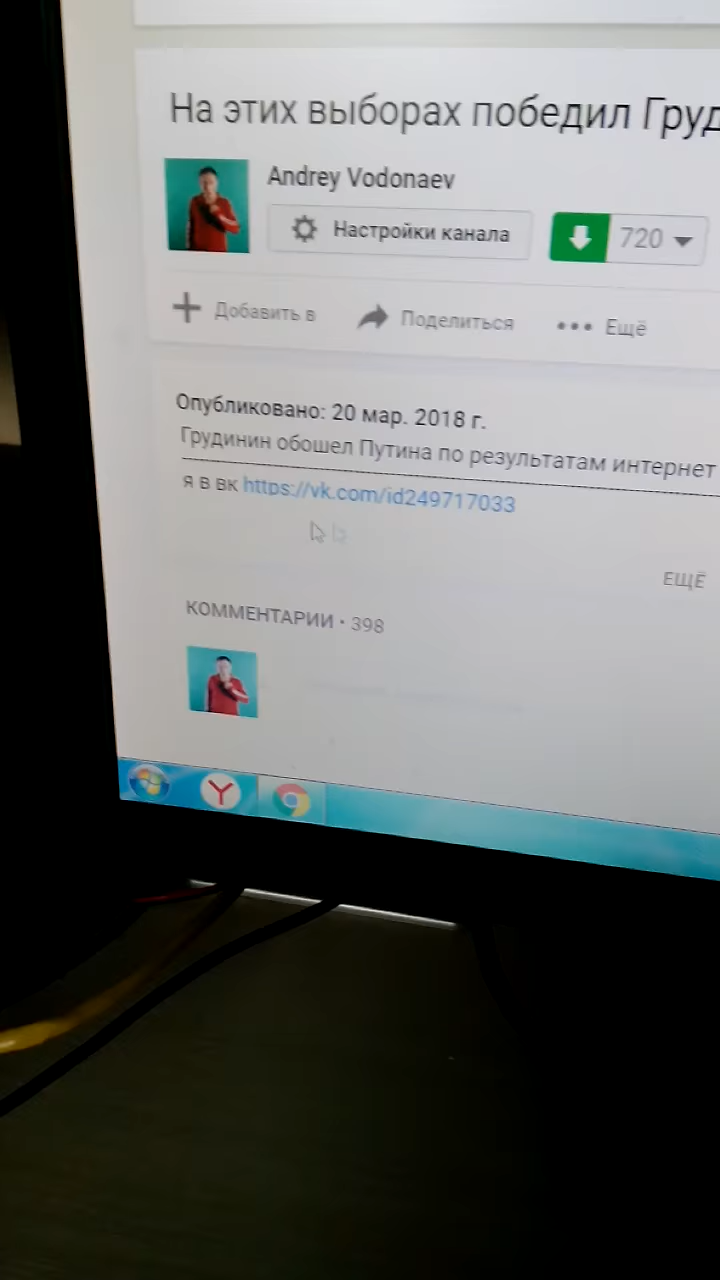 На этих выборах победил Груд
Andrey Vodonaev
Настройки канала
720
Добавить в
Поделиться
••• Ещё
Опубликовано: 20 мар. 2018 г.
Грудинин обошел Путина по результатам интернет
я в вк https://vk.com/id249717033
ЕЩЁ
КОММЕНТАРИИ • 398